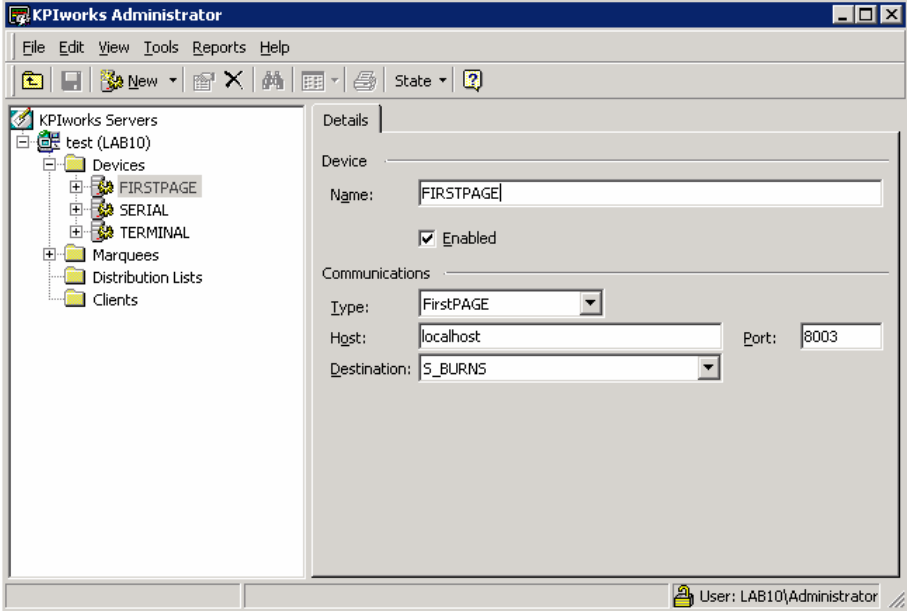 KPIworks Administrator
File Edit View Tools Reports Help
New State
KPIworks Servers
test (LAB10)
Devices
FIRSTPAGE
SERIAL
TERMINAL
Marquees
Distribution Lists
Clients
Details
Device
Name: FIRSTPAGE
Enabled
Communications
Type: FirstPAGE
Host: localhost Port: 8003
Destination: S_BURNS
User: LAB10\Administrator